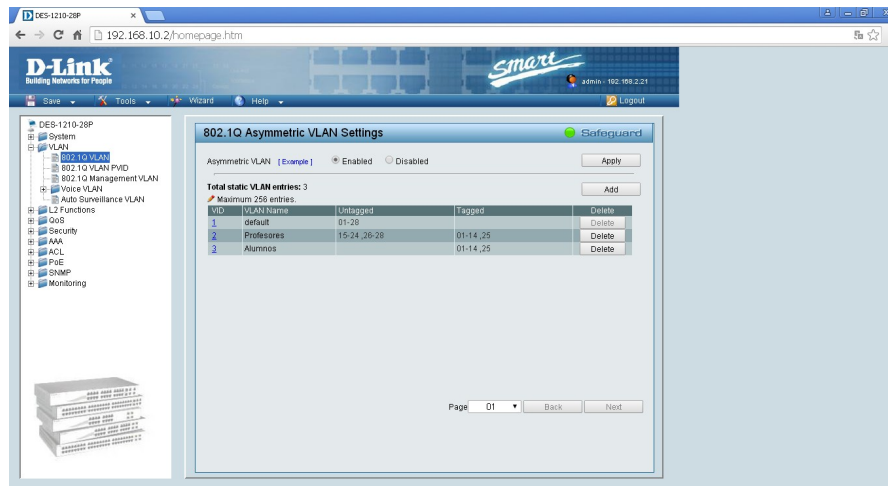 DES-1210-28P
192.168.10.2/homepage.htm
D-Link
Building Networks for People
Smart
admin - 192.168.2.21
Save Tools Wizard Help Logout
DES-1210-28P
System
VLAN
802.1Q VLAN
802.1Q VLAN PVID
802.1Q Management VLAN
Voice VLAN
Auto Surveillance VLAN
L2 Functions
QoS
Security
AAA
ACL
PoE
SNMP
Monitoring
802.1Q Asymmetric VLAN Settings
Safeguard
Asymmetric VLAN [ Example ] Enabled Disabled Apply
Total static VLAN entries: 3
Add
Maximum 256 entries.
VID VLAN Name Untagged Tagged Delete
1 default 01-28 Delete
2 Profesores 15-24 ,26-28 01-14 ,25 Delete
3 Alumnos 01-14 ,25 Delete
Page 01 Back Next